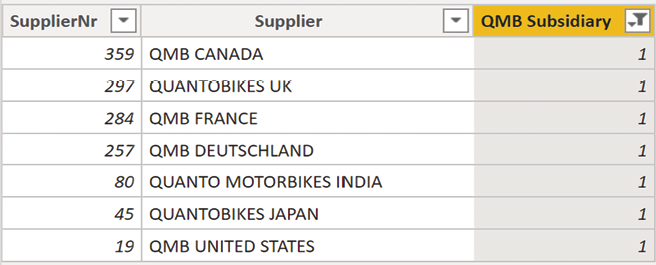 SupplierNr Supplier QMB Subsidiary
359 QMB CANADA 1
297 QUANTOBIKES UK 1
284 QMB FRANCE 1
257 QMB DEUTSCHLAND 1
80 QUANTO MOTORBIKES INDIA 1
45 QUANTOBIKES JAPAN 1
19 QMB UNITED STATES 1